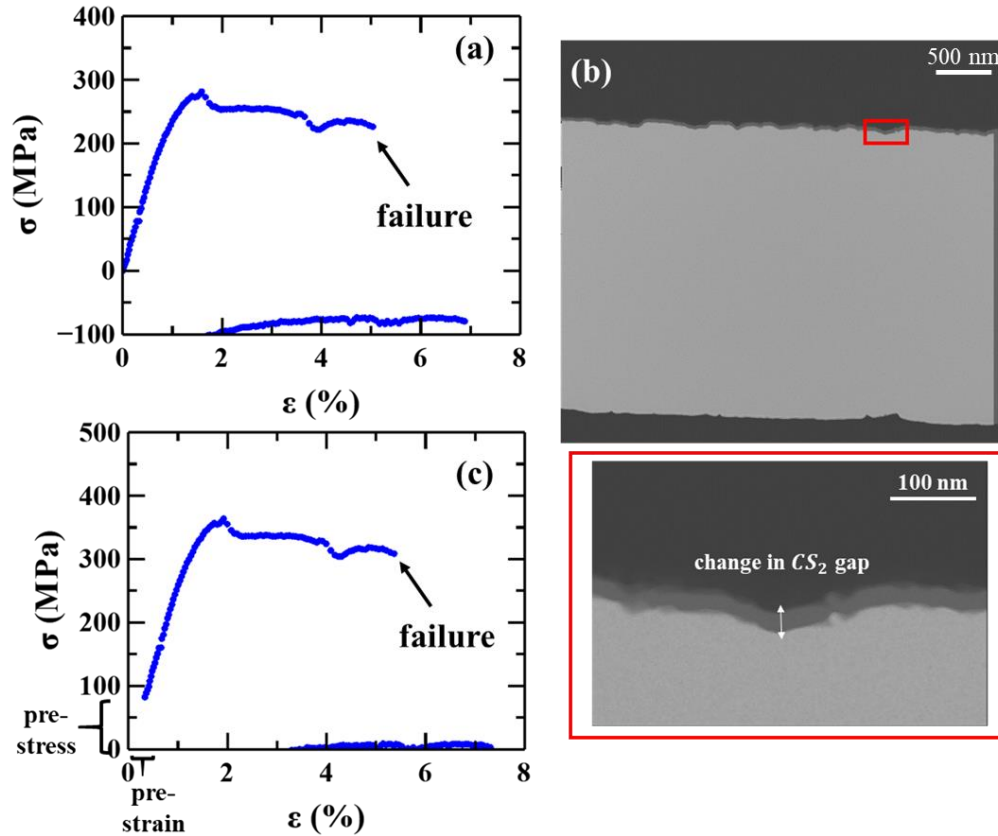 400
300
200
100
0
−100
σ (MPa)
(a)
failure
0 2 4 6 8
ε (%)
(b)
500 nm
100 nm
change in CS₂ gap
500
400
300
200
100
0
σ (MPa)
(c)
failure
pre-
stress
0 2 4 6 8
pre-
strain
ε (%)